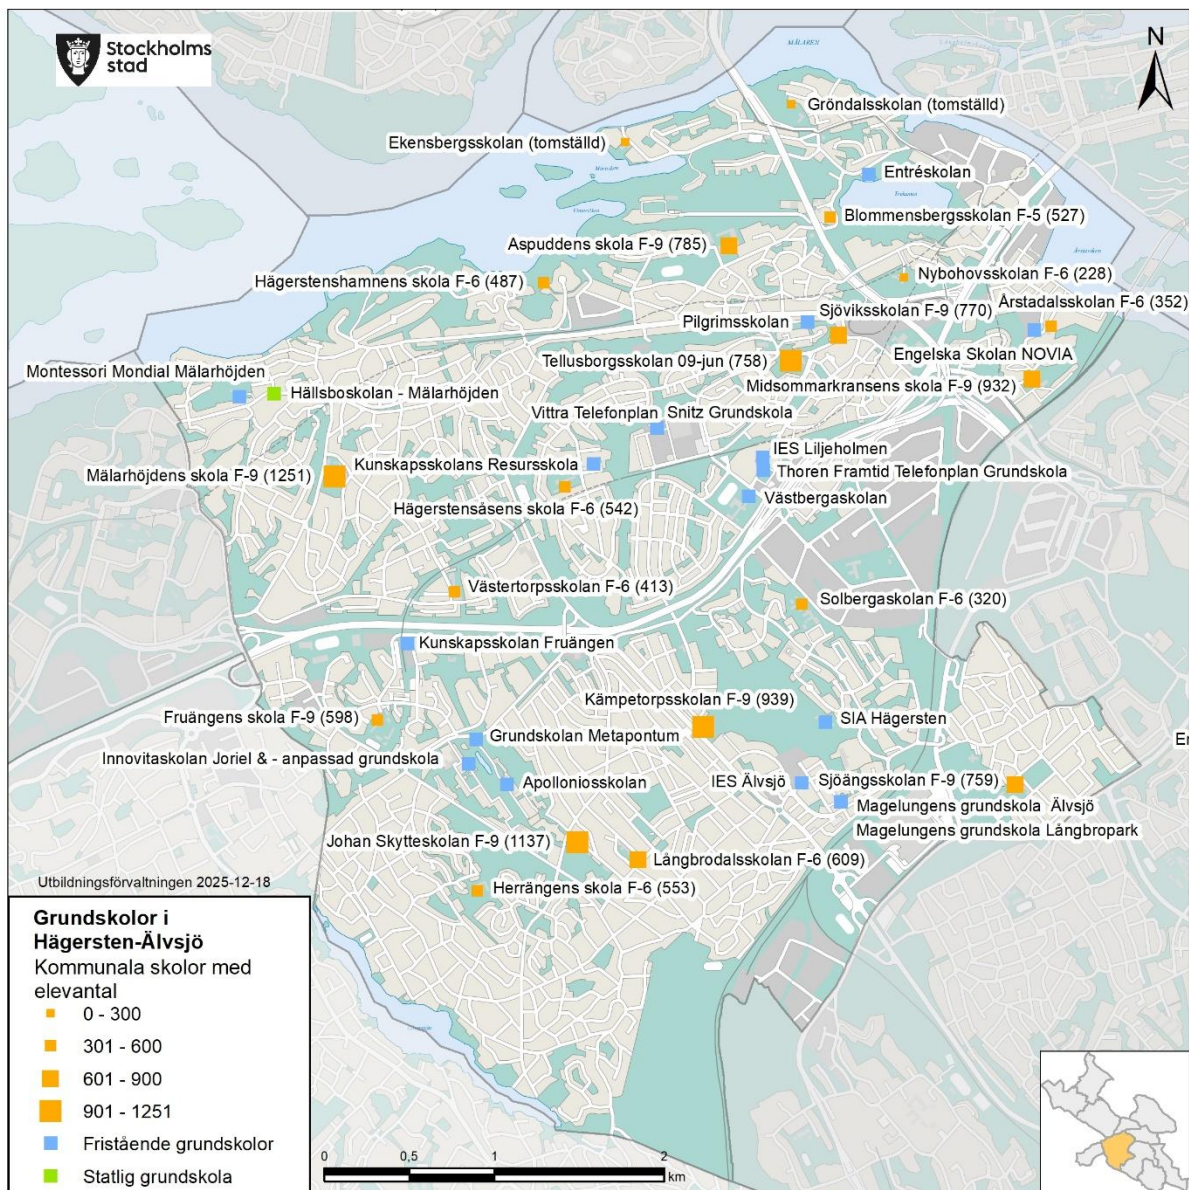 Stockholms
stad
N
MÄLAREN
Gröndalsskolan (tomställd)
Ekensbergsskolan (tomställd)
Entréskolan
Trekanten
Blommensbergsskolan F-5 (527)
Aspuddens skola F-9 (785)
Årstaviken
Hägerstenshamnens skola F-6 (487)
Nybohovsskolan F-6 (228)
Årstadalsskolan F-6 (352)
Sjöviksskolan F-9 (770)
Pilgrimsskolan
Engelska Skolan NOVIA
Tellusborgsskolan 09-jun (758)
Midsommarkransens skola F-9 (932)
Montessori Mondial Mälarhöjden
Hällsboskolan - Mälarhöjden
Vittra Telefonplan
Snitz Grundskola
IES Liljeholmen
Kunskapsskolans Resursskola
Thoren Framtid Telefonplan Grundskola
Mälarhöjdens skola F-9 (1251)
Västbergaskolan
Hägerstensåsens skola F-6 (542)
Västertorpsskolan F-6 (413)
Solbergaskolan F-6 (320)
Kunskapsskolan Fruängen
Kämpetorpsskolan F-9 (939)
Fruängens skola F-9 (598)
SIA Hägersten
Grundskolan Metapontum
En
Innovitaskolan Joriel & - anpassad grundskola
Apolloniosskolan
IES Älvsjö
Sjöängsskolan F-9 (759)
Magelungens grundskola Älvsjö
Magelungens grundskola Långbropark
Johan Skytteskolan F-9 (1137)
Långbrodalsskolan F-6 (609)
Herrängens skola F-6 (553)
Utbildningsförvaltningen 2025-12-18
Grundskolor i
Hägersten-Älvsjö
Kommunala skolor med
elevantal
0 - 300
301 - 600
601 - 900
901 - 1251
Fristående grundskolor
Statlig grundskola
0 0,5 1 2
km